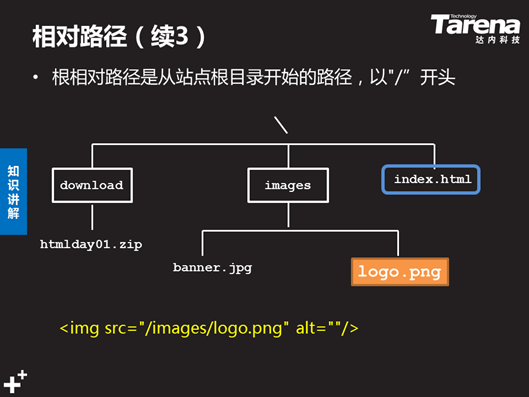 Technology
Tarena
达内科技
相对路径（续3）
• 根相对路径是从站点根目录开始的路径，以"/”开头
\
知识讲解
download
images
index.html
htmlday01.zip
banner.jpg
logo.png
<img src="/images/logo.png" alt=""/>